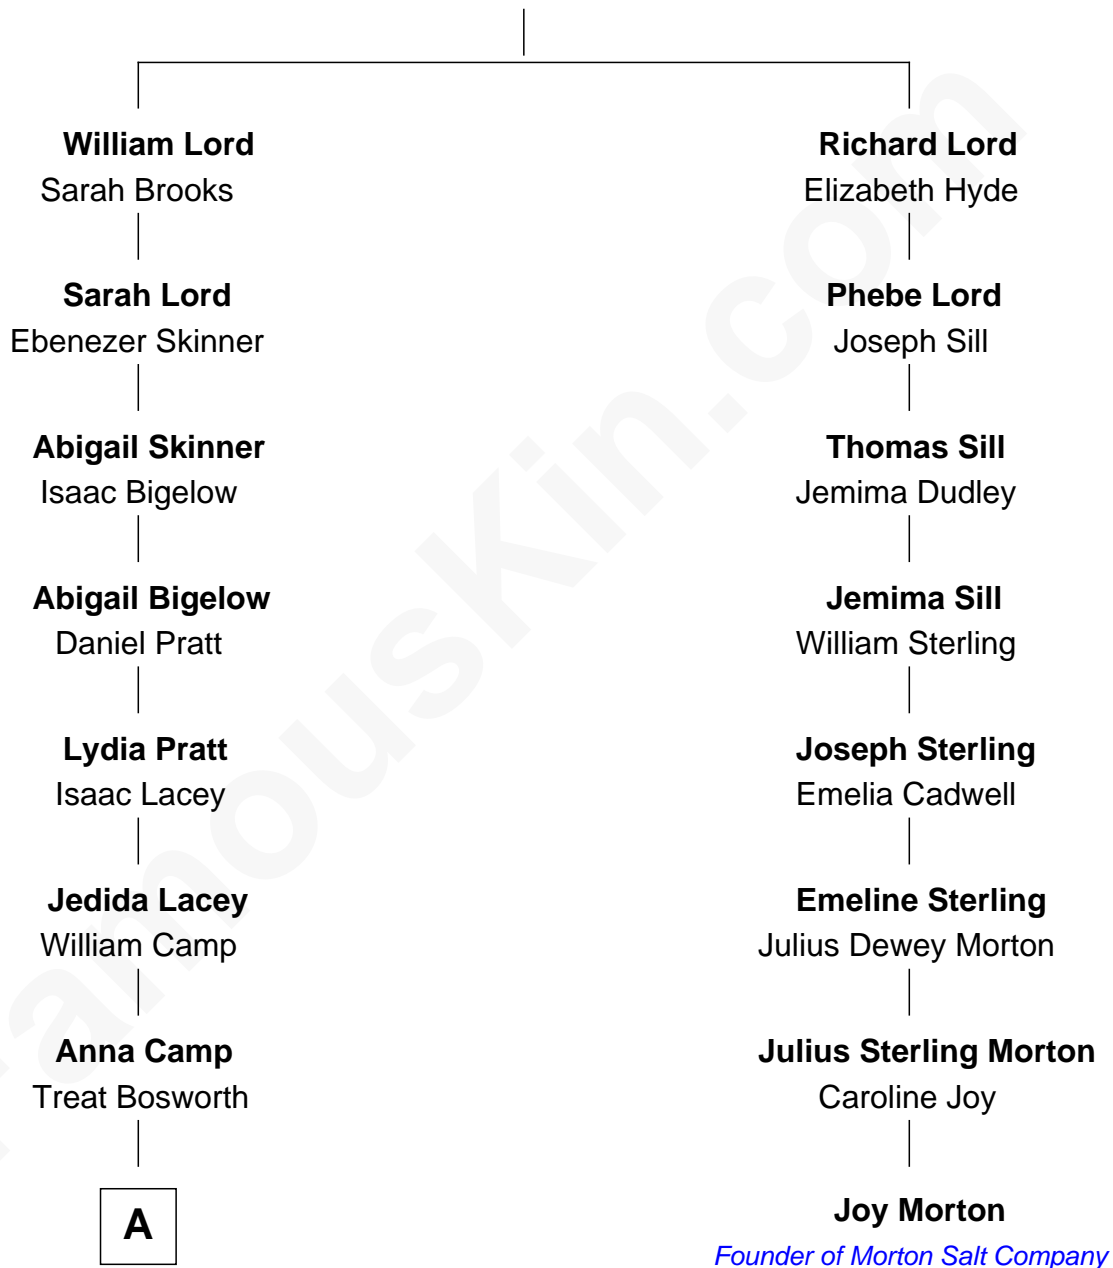 William Lord
Sarah Brooks
Sarah Lord
Ebenezer Skinner
Abigail Skinner
Isaac Bigelow
Abigail Bigelow
Daniel Pratt
Lydia Pratt
Isaac Lacey
Jedida Lacey
William Camp
Anna Camp
Treat Bosworth
A
Richard Lord
Elizabeth Hyde
Phebe Lord
Joseph Sill
Thomas Sill
Jemima Dudley
Jemima Sill
William Sterling
Joseph Sterling
Emelia Cadwell
Emeline Sterling
Julius Dewey Morton
Julius Sterling Morton
Caroline Joy
Joy Morton
Founder of Morton Salt Company
FamousKin.com